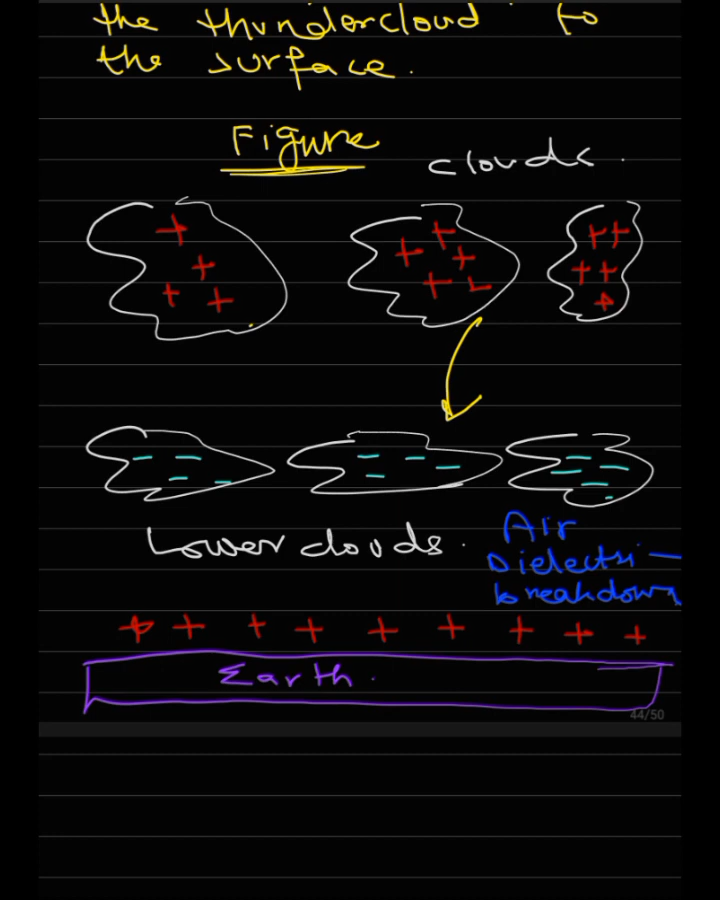 the thundercloud to
the surface.
Figure
clouds.
+
+
+ +
+
+ +
+
++
++
+
— —
— —
— — —
—
—
— —
—
Lower clouds.
Air
Dielectri—
breakdown
+ + + + + + + + +
Earth.
44/50